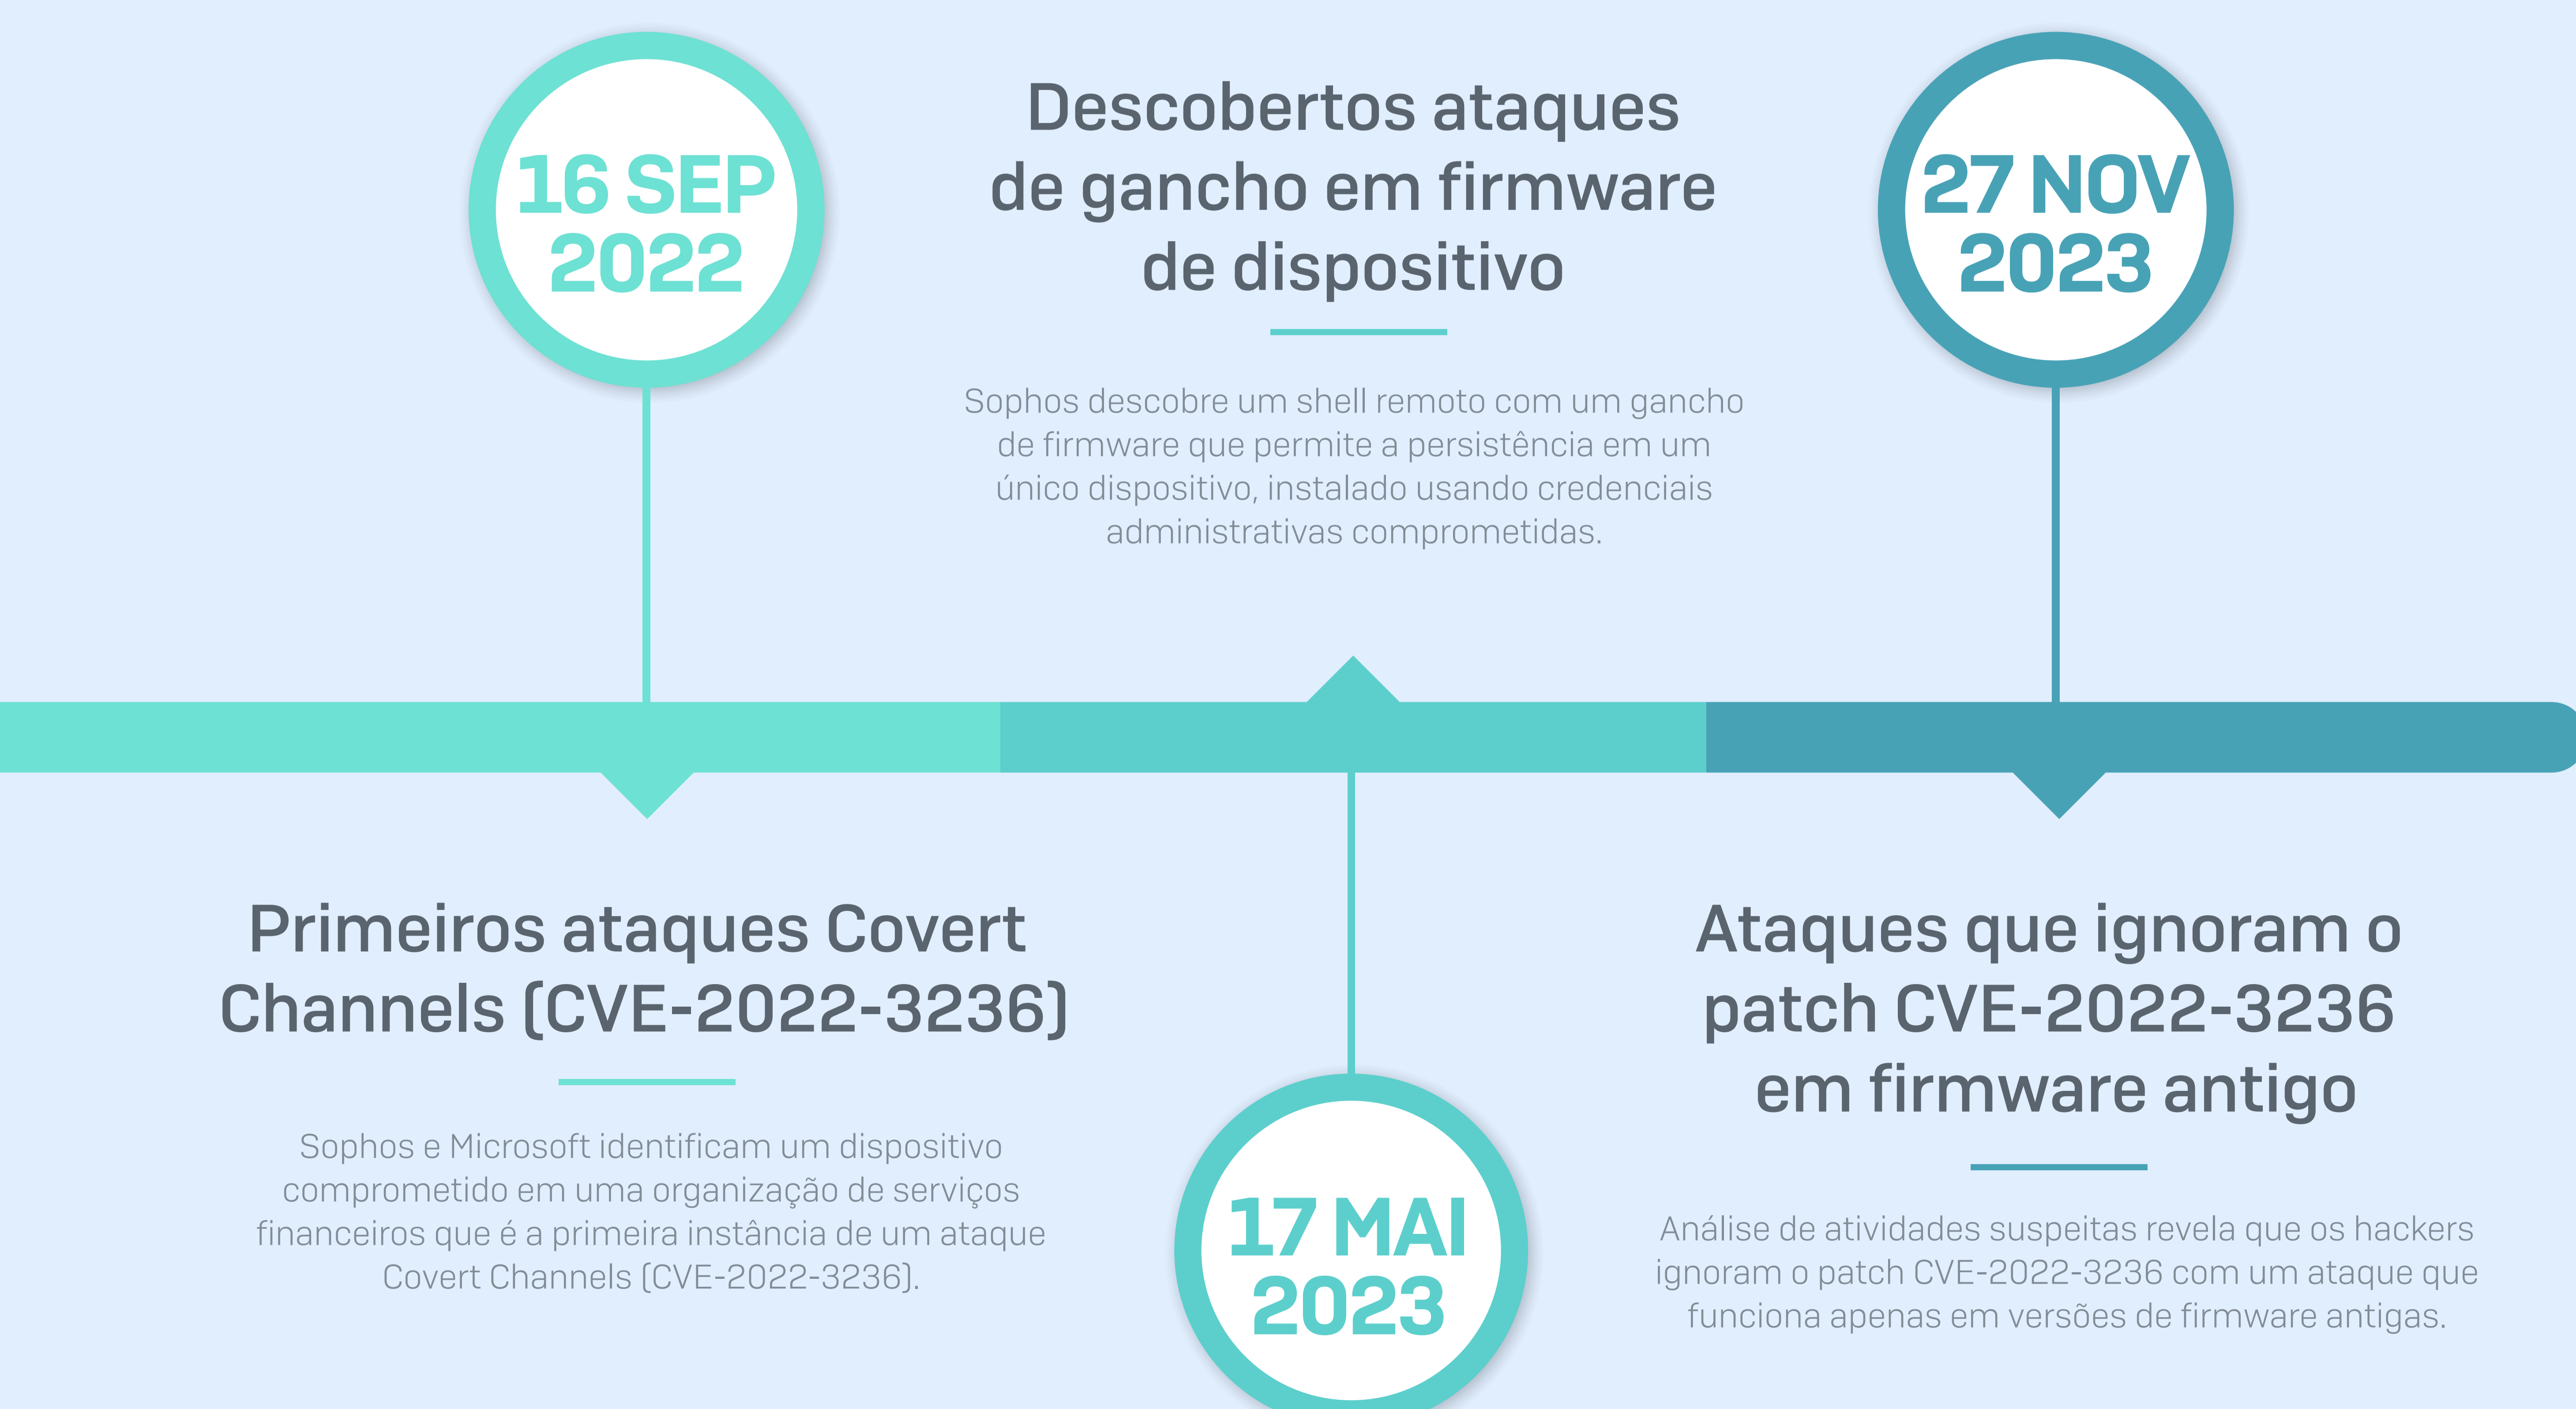 16 SEP
2022
Primeiros ataques Covert
Channels (CVE-2022-3236)
Sophos e Microsoft identificam um dispositivo
comprometido em uma organização de serviços
financeiros que é a primeira instância de um ataque
Covert Channels (CVE-2022-3236).
Descobertos ataques
de gancho em firmware
de dispositivo
Sophos descobre um shell remoto com um gancho
de firmware que permite a persistência em um
único dispositivo, instalado usando credenciais
administrativas comprometidas.
17 MAI
2023
27 NOV
2023
Ataques que ignoram o
patch CVE-2022-3236
em firmware antigo
Análise de atividades suspeitas revela que os hackers
ignoram o patch CVE-2022-3236 com um ataque que
funciona apenas em versões de firmware antigas.